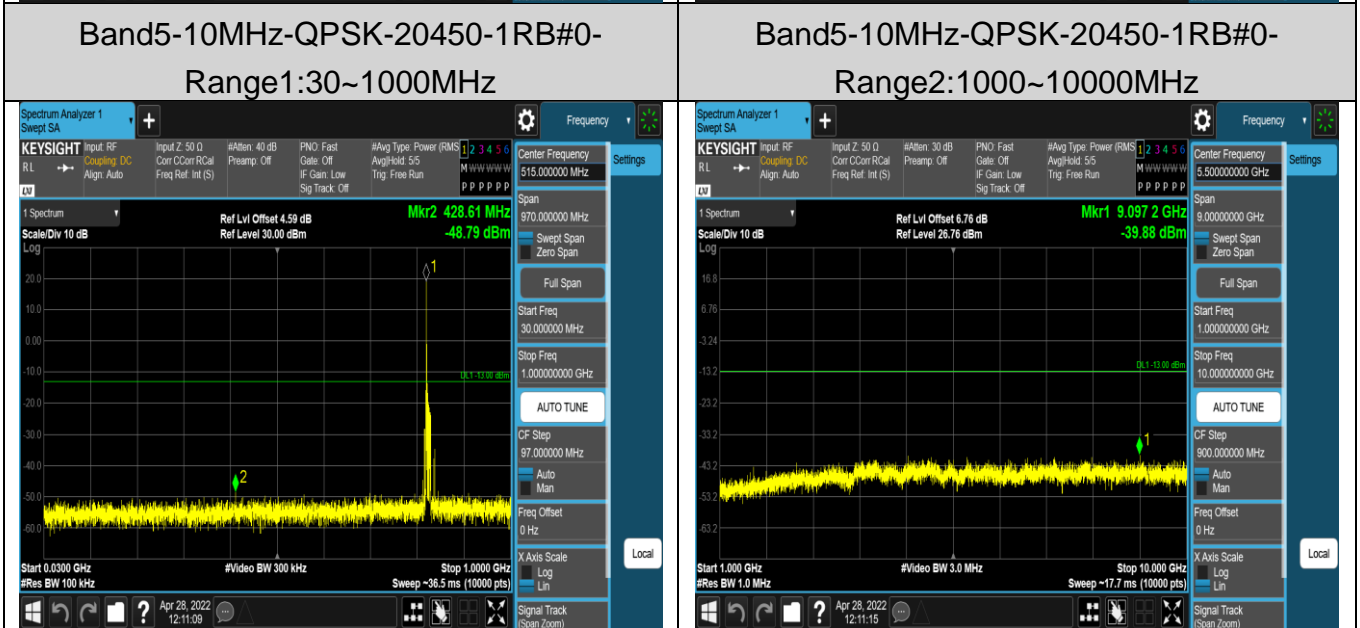 Band5-10MHz-QPSK-20450-1RB#0-
Range1:30~1000MHz
Spectrum Analyzer 1
Swept SA
Frequency
KEYSIGHT
R L
Input: RF
Coupling: DC
Align: Auto
Input Z: 50 Ω
Corr CCorr RCal
Freq Ref: Int (S)
#Atten: 40 dB
Preamp: Off
PNO: Fast
Gate: Off
IF Gain: Low
Sig Track: Off
#Avg Type: Power (RMS
Avg|Hold: 5/5
Trig: Free Run
1 2 3 4 5 6
M W W W W W
P P P P P P
1 Spectrum
Scale/Div 10 dB
Log
Ref Lvl Offset 4.59 dB
Ref Level 30.00 dBm
Mkr2 428.61 MHz
-48.79 dBm
1
20.0
10.0
0.00
-10.0
DL1 -13.00 dBm
-20.0
-30.0
-40.0
2
-50.0
-60.0
Start 0.0300 GHz
#Res BW 100 kHz
#Video BW 300 kHz
Stop 1.0000 GHz
Sweep ~36.5 ms (10000 pts)
Center Frequency
515.000000 MHz
Span
970.000000 MHz
Swept Span
Zero Span
Full Span
Start Freq
30.000000 MHz
Stop Freq
1.000000000 GHz
AUTO TUNE
CF Step
97.000000 MHz
Auto
Man
Freq Offset
0 Hz
X Axis Scale
Log
Lin
Signal Track
(Span Zoom)
Settings
Local
?
Apr 28, 2022
12:11:09
Band5-10MHz-QPSK-20450-1RB#0-
Range2:1000~10000MHz
Spectrum Analyzer 1
Swept SA
Frequency
KEYSIGHT
R L
Input: RF
Coupling: DC
Align: Auto
Input Z: 50 Ω
Corr CCorr RCal
Freq Ref: Int (S)
#Atten: 30 dB
Preamp: Off
PNO: Fast
Gate: Off
IF Gain: Low
Sig Track: Off
#Avg Type: Power (RMS
Avg|Hold: 5/5
Trig: Free Run
1 2 3 4 5 6
M W W W W W
P P P P P P
1 Spectrum
Scale/Div 10 dB
Log
Ref Lvl Offset 6.76 dB
Ref Level 26.76 dBm
Mkr1 9.097 2 GHz
-39.88 dBm
16.8
6.76
-3.24
-13.2
DL1 -13.00 dBm
-23.2
-33.2
1
-43.2
-53.2
-63.2
Start 1.000 GHz
#Res BW 1.0 MHz
#Video BW 3.0 MHz
Stop 10.000 GHz
Sweep ~17.7 ms (10000 pts)
Center Frequency
5.500000000 GHz
Span
9.00000000 GHz
Swept Span
Zero Span
Full Span
Start Freq
1.000000000 GHz
Stop Freq
10.000000000 GHz
AUTO TUNE
CF Step
900.000000 MHz
Auto
Man
Freq Offset
0 Hz
X Axis Scale
Log
Lin
Signal Track
(Span Zoom)
Settings
Local
?
Apr 28, 2022
12:11:15